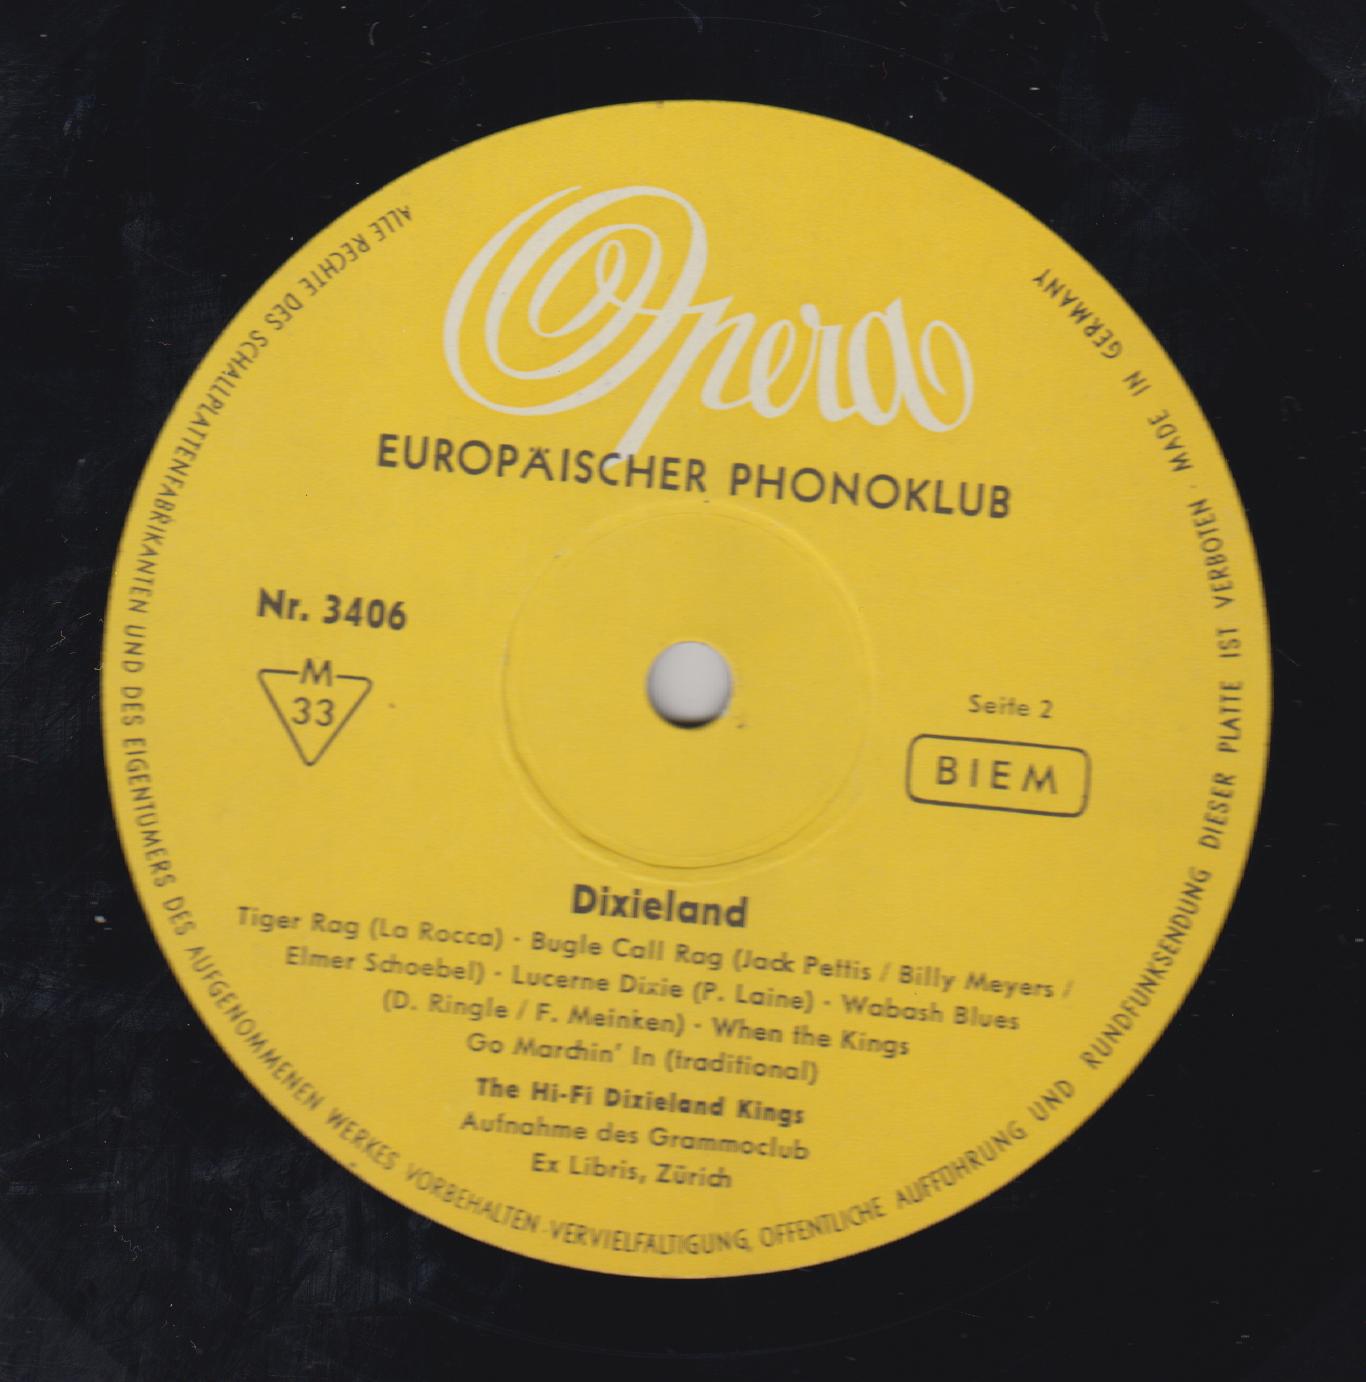 Opera
EUROPÄISCHER PHONOKLUB
Nr. 3406
M
33
Seite 2
BIEM
Dixieland
Tiger Rag (La Rocca) · Bugle Call Rag (Jack Pettis / Billy Meyers /
Elmer Schoebel) · Lucerne Dixie (P. Laine) · Wabash Blues
(D. Ringle / F. Meinken) · When the Kings
Go Marchin' In (traditional)
The Hi-Fi Dixieland Kings
Aufnahme des Grammoclub
Ex Libris, Zürich
ALLE RECHTE DES SCHALLPLATTENFABRIKANTEN UND DES EIGENTÜMERS DES AUFGENOMMENEN WERKES VORBEHALTEN · VERVIELFÄLTIGUNG, ÖFFENTLICHE AUFFÜHRUNG UND RUNDFUNKSENDUNG DIESER PLATTE IST VERBOTEN · MADE IN GERMANY